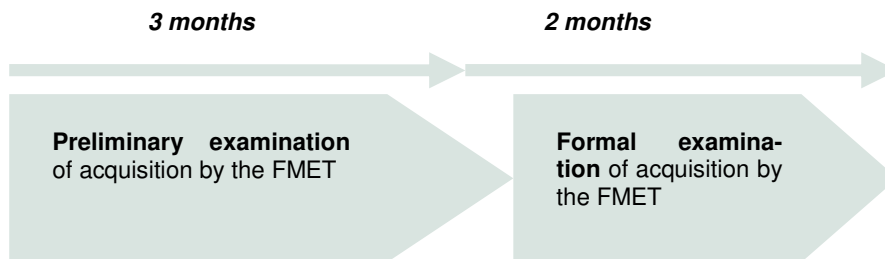 3 months
2 months
Preliminary examination
of acquisition by the FMET
Formal examina-
tion of acquisition by
the FMET